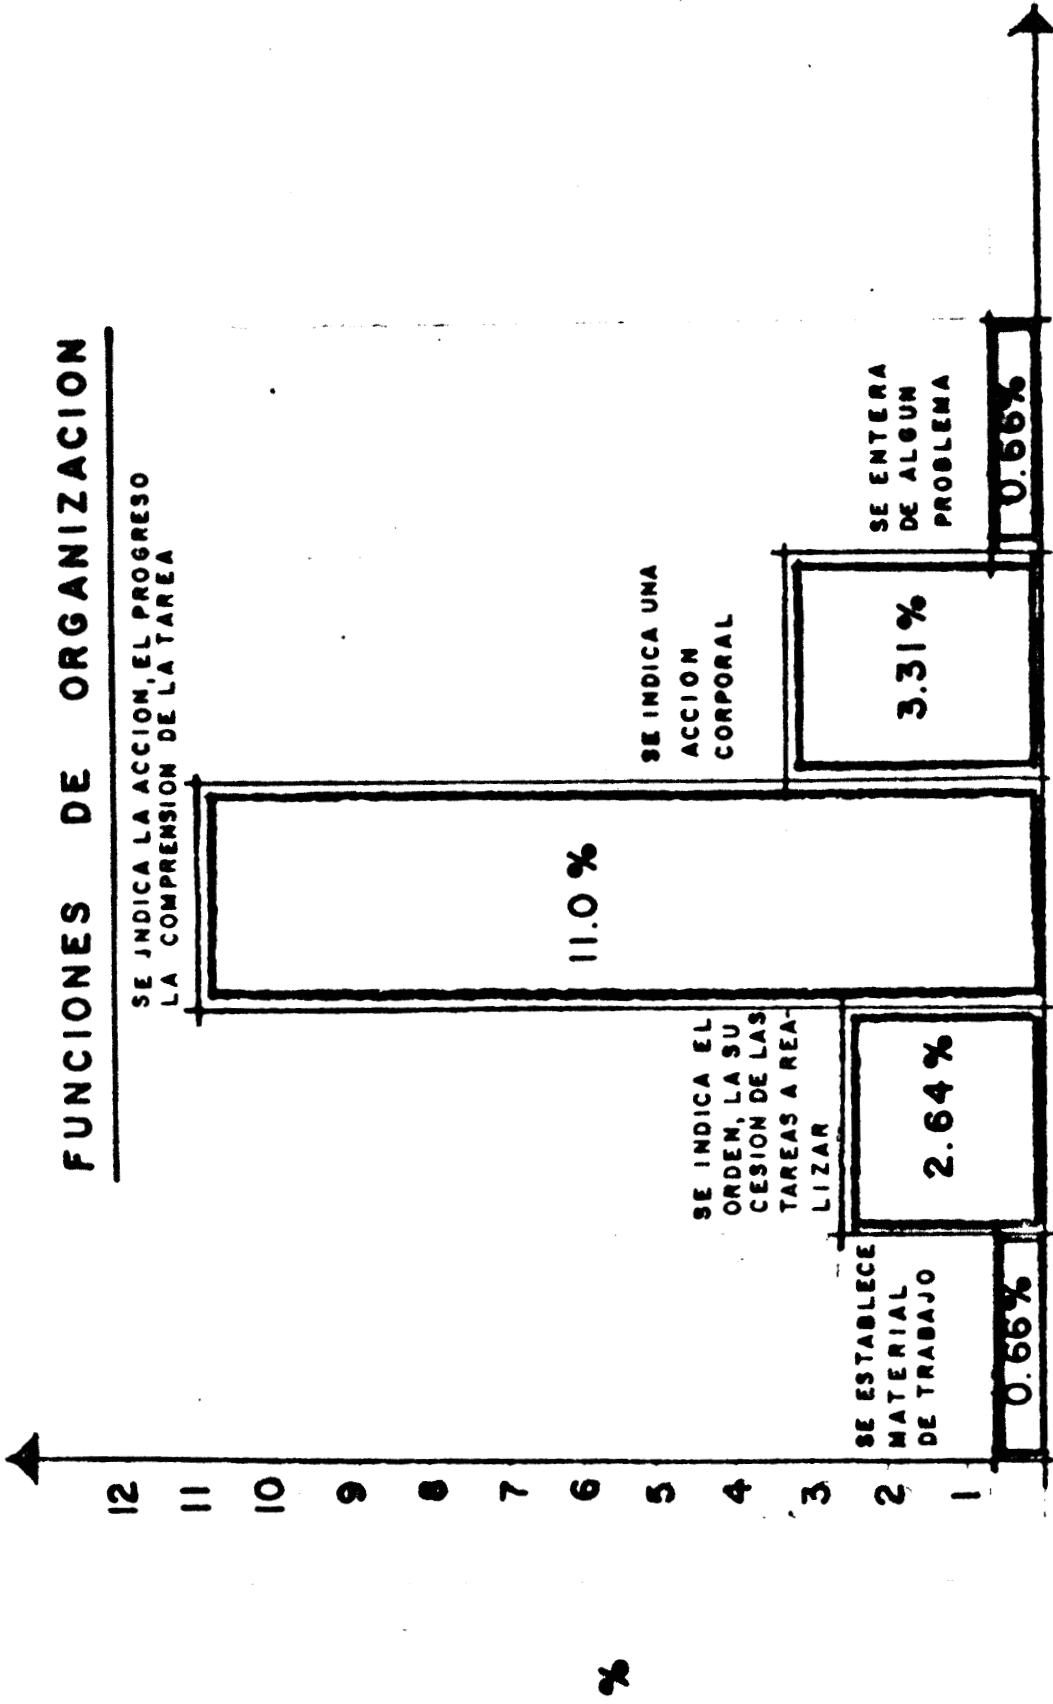 FUNCIONES DE ORGANIZACION
SE INDICA LA ACCION, EL PROGRESO
LA COMPRENSION DE LA TAREA
12
11
10
9
8
7
6
5
4
3
2
1
%
SE ESTABLECE
MATERIAL
DE TRABAJO
0.66%
SE INDICA EL
ORDEN, LA SU
CESION DE LAS
TAREAS A REA-
LIZAR
2.64%
11.0%
SE INDICA UNA
ACCION
CORPORAL
3.31%
SE ENTERA
DE ALGUN
PROBLEMA
0.66%